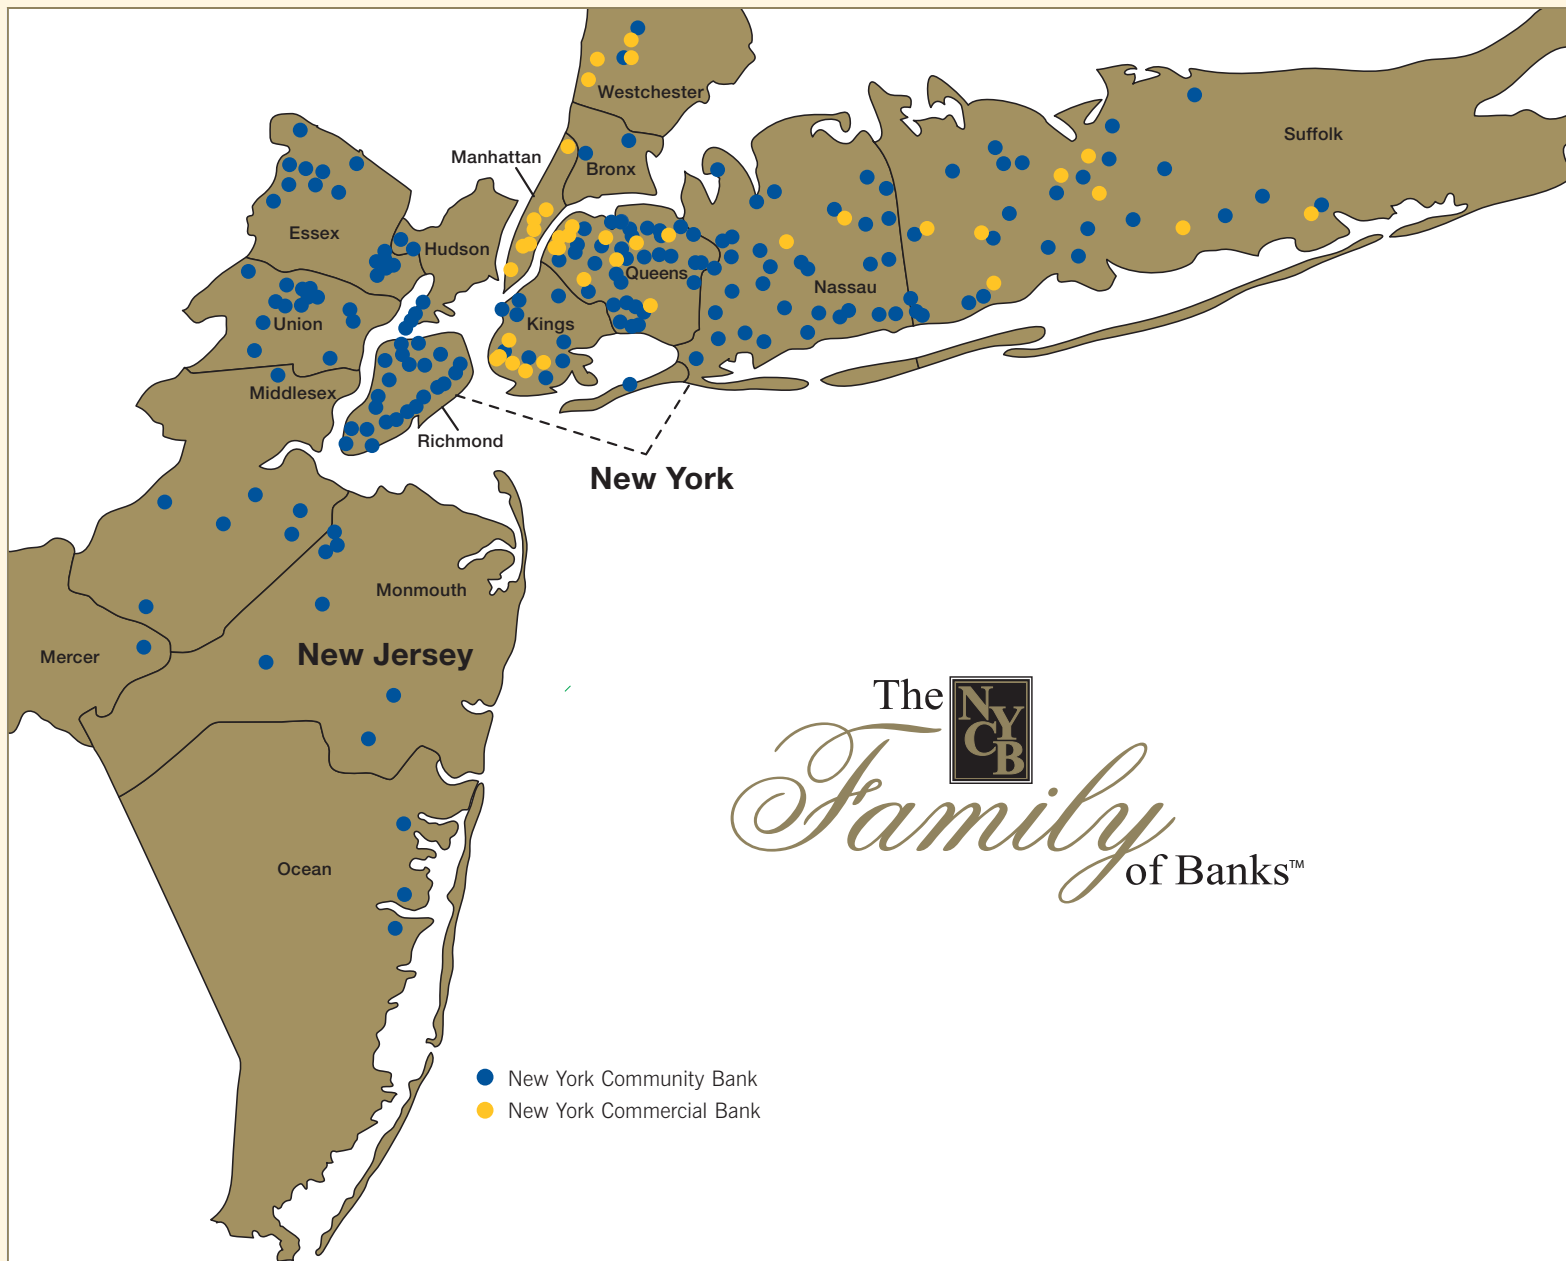 Westchester
Suffolk
Manhattan
Bronx
Essex
Hudson
Queens
Nassau
Union
Kings
Middlesex
Richmond
New York
Monmouth
New Jersey
Mercer
The
NYCB
Family
of Banks™
Ocean
New York Community Bank
New York Commercial Bank